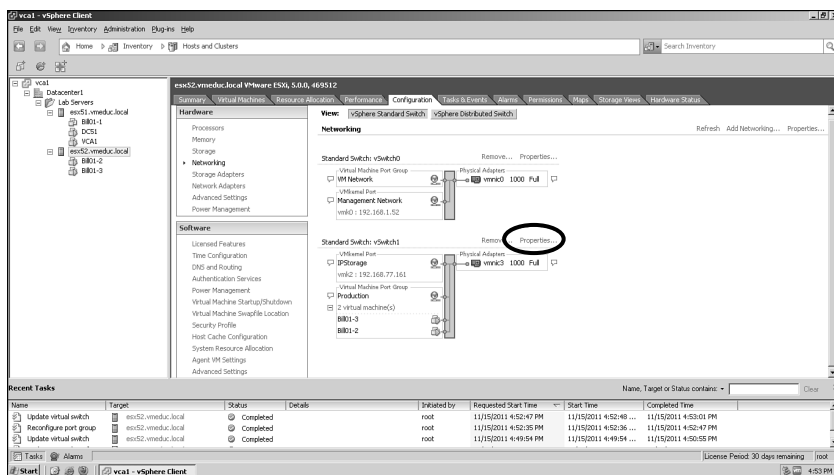 vca1 - vSphere Client
File Edit View Inventory Administration Plug-ins Help
Home Inventory Hosts and Clusters Search Inventory
vca1
Datacenter1
Lab Servers
esx51.vmeduc.local
Bill01-1
DCS1
VCA1
esx52.vmeduc.local
Bill01-2
Bill01-3
esx52.vmeduc.local VMware ESXi, 5.0.0, 469512
Summary Virtual Machines Resource Allocation Performance Configuration Tasks & Events Alarms Permissions Maps Storage Views Hardware Status
Hardware
Processors
Memory
Storage
Networking
Storage Adapters
Network Adapters
Advanced Settings
Power Management
Software
Licensed Features
Time Configuration
DNS and Routing
Authentication Services
Power Management
Virtual Machine Startup/Shutdown
Virtual Machine Swapfile Location
Security Profile
Host Cache Configuration
System Resource Allocation
Agent VM Settings
Advanced Settings
View: vSphere Standard Switch vSphere Distributed Switch
Networking Refresh Add Networking... Properties...
Standard Switch: vSwitch0 Remove... Properties...
Virtual Machine Port Group Physical Adapters
VM Network vmnic0 1000 Full
VMkernel Port
Management Network
vmk0 : 192.168.1.52
Standard Switch: vSwitch1 Remove... Properties...
VMkernel Port Physical Adapters
IPStorage vmnic3 1000 Full
vmk2 : 192.168.77.161
Virtual Machine Port Group
Production
2 virtual machine(s)
Bill01-3
Bill01-2
Recent Tasks Name, Target or Status contains: Clear
Name Target Status Details Initiated by Requested Start Time Start Time Completed Time
Update virtual switch esx52.vmeduc.local Completed root 11/15/2011 4:52:47 PM 11/15/2011 4:52:48 ... 11/15/2011 4:53:01 PM
Reconfigure port group esx52.vmeduc.local Completed root 11/15/2011 4:52:35 PM 11/15/2011 4:52:36 ... 11/15/2011 4:52:47 PM
Update virtual switch esx52.vmeduc.local Completed root 11/15/2011 4:49:54 PM 11/15/2011 4:49:54 ... 11/15/2011 4:50:55 PM
Tasks Alarms License Period: 30 days remaining root
Start vca1 - vSphere Client 4:53 PM